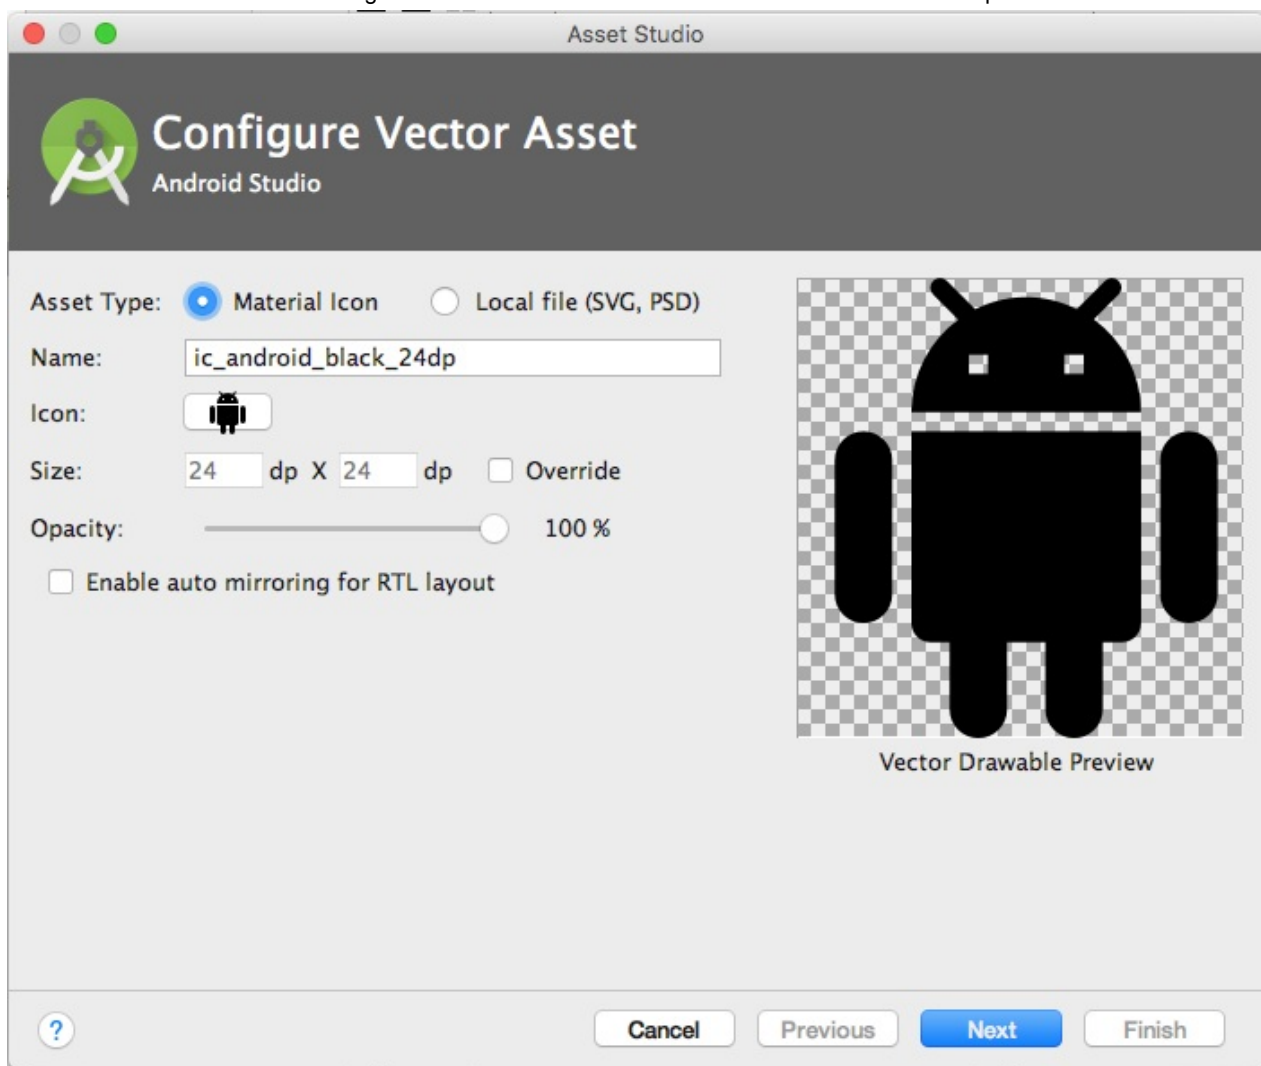 Asset Studio
Configure Vector Asset
Android Studio
Asset Type: Material Icon Local file (SVG, PSD)
Name: ic_android_black_24dp
Icon:
Size: 24 dp X 24 dp Override
Opacity: 100 %
Enable auto mirroring for RTL layout
Vector Drawable Preview
? Cancel Previous Next Finish